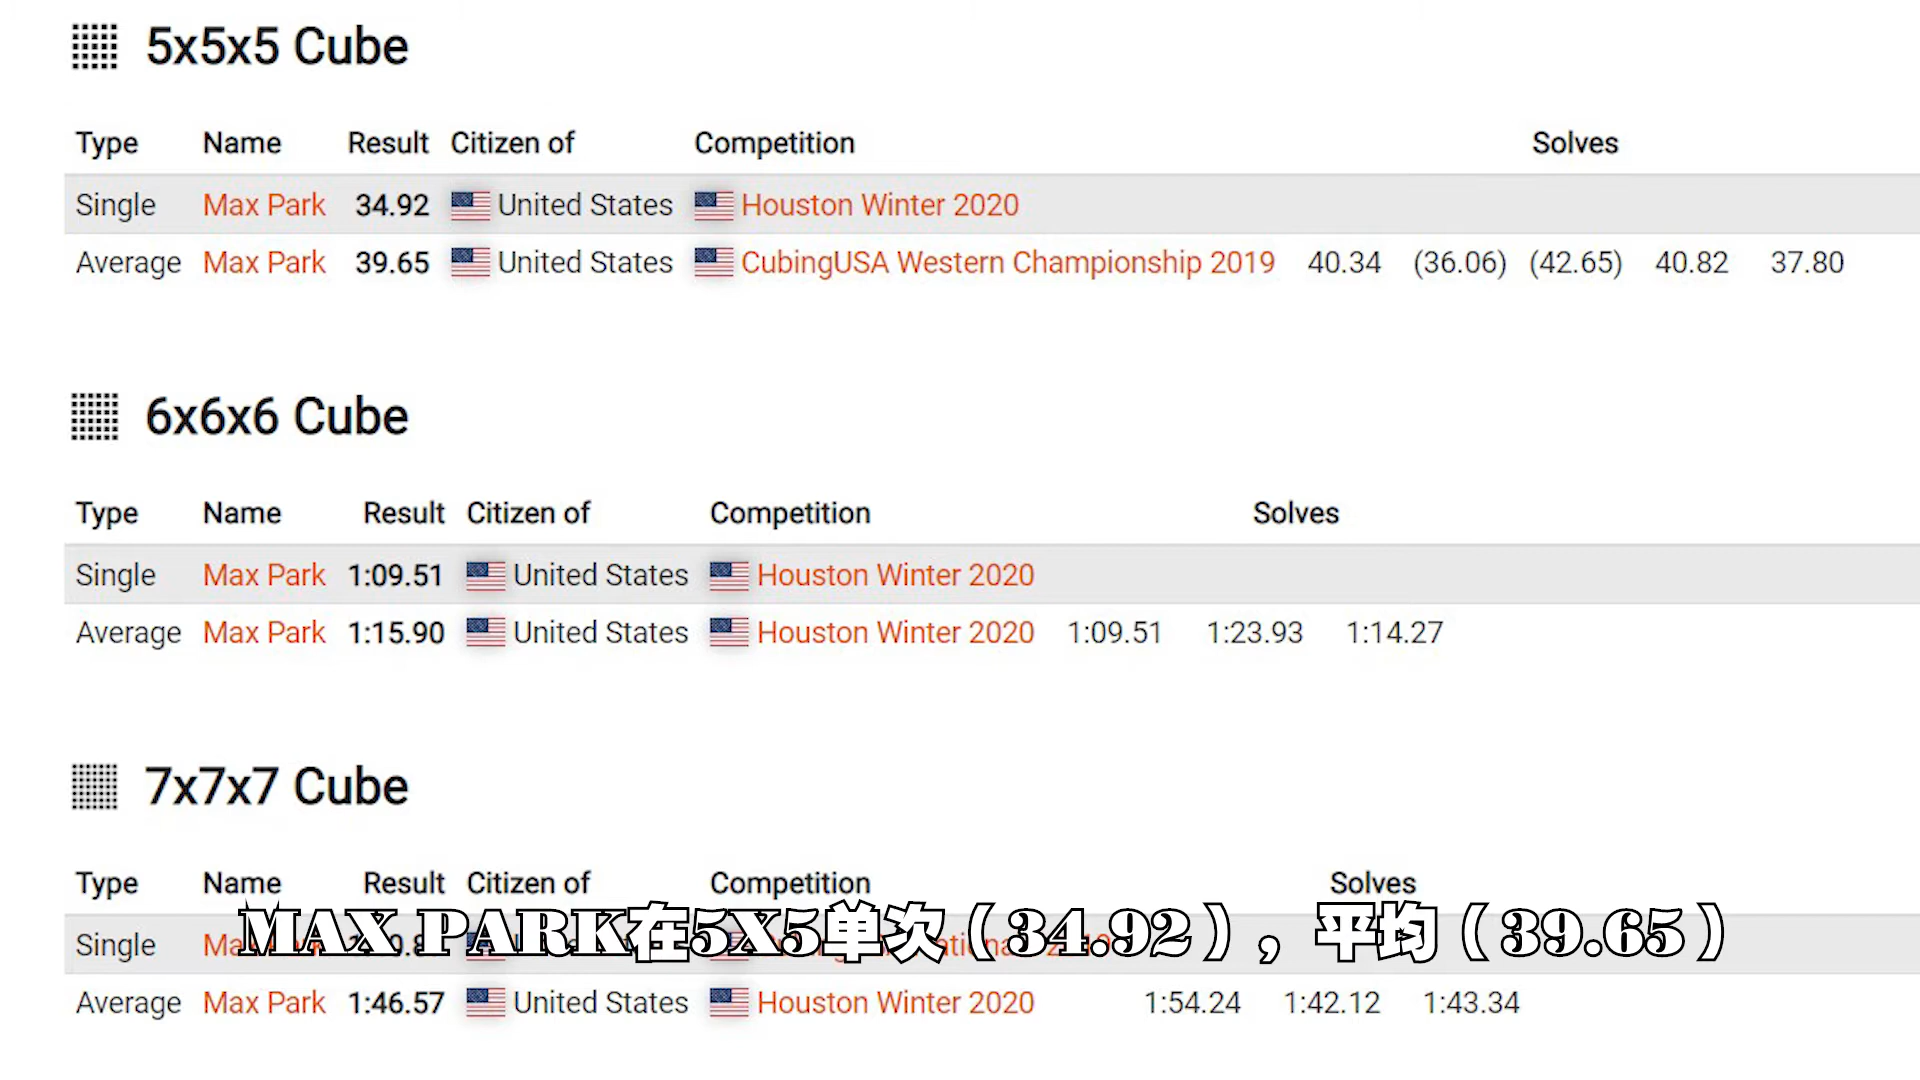 5x5x5 Cube
Type Name Result Citizen of Competition Solves
Single Max Park 34.92 United States Houston Winter 2020
Average Max Park 39.65 United States CubingUSA Western Championship 2019 40.34 (36.06) (42.65) 40.82 37.80
6x6x6 Cube
Type Name Result Citizen of Competition Solves
Single Max Park 1:09.51 United States Houston Winter 2020
Average Max Park 1:15.90 United States Houston Winter 2020 1:09.51 1:23.93 1:14.27
7x7x7 Cube
Type Name Result Citizen of Competition Solves
Single
MAX PARK在5X5单次（34.92），平均（39.65）
Average Max Park 1:46.57 United States Houston Winter 2020 1:54.24 1:42.12 1:43.34